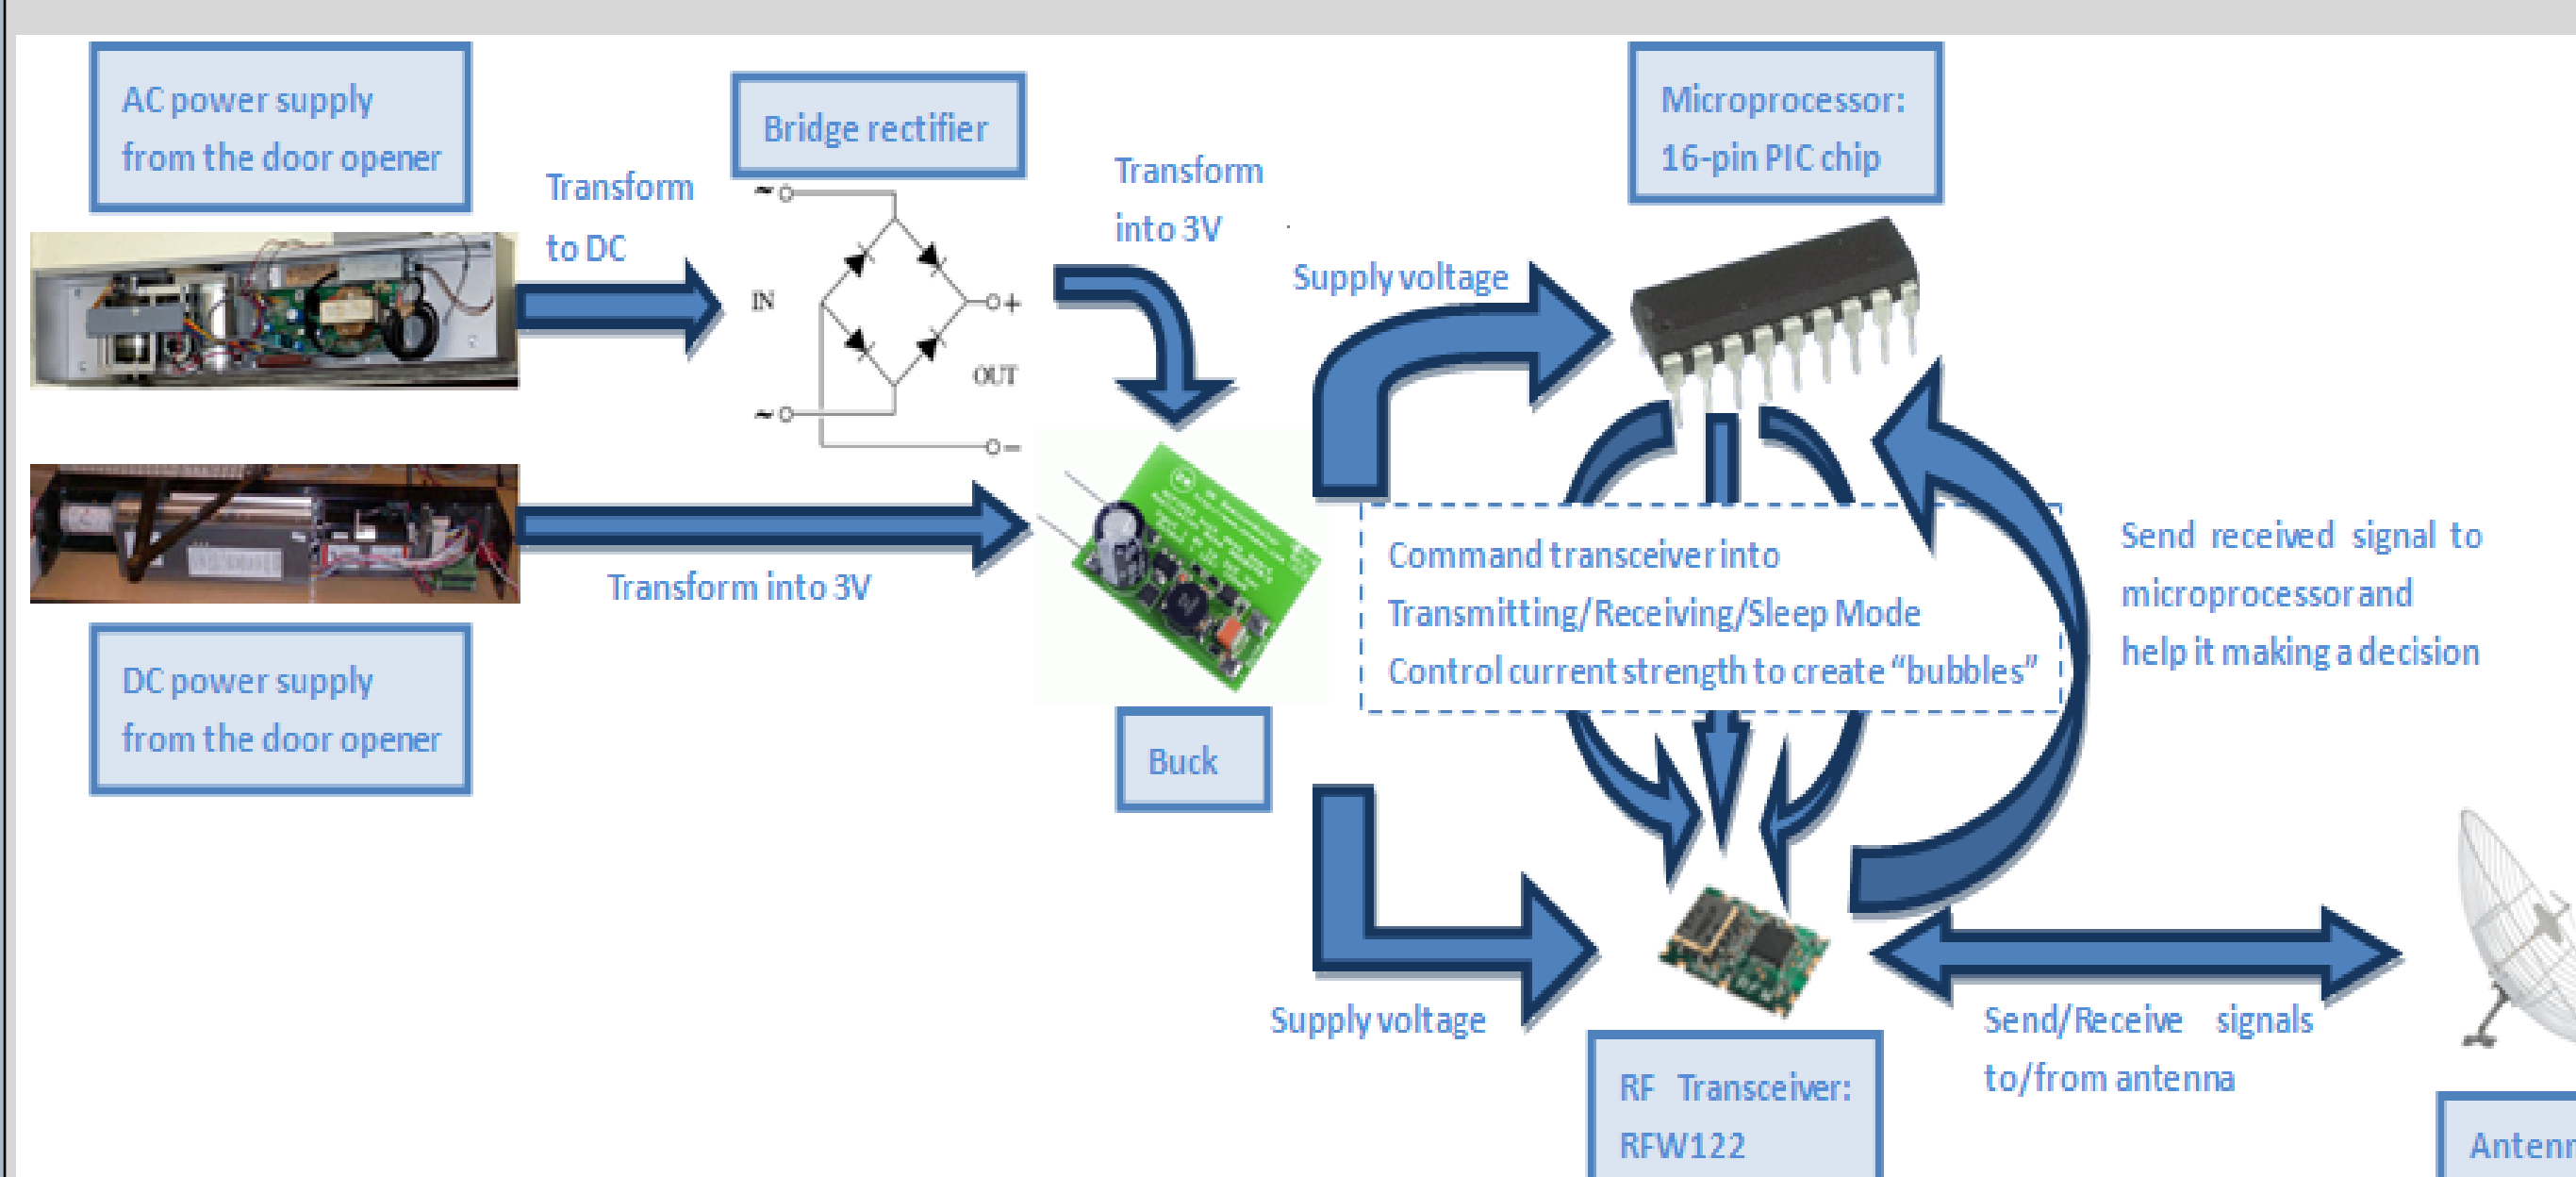 AC power supply
from the door opener
Transform
to DC
Bridge rectifier
~
IN
+
OUT
~
−
Transform
into 3V
Supply voltage
Microprocessor:
16-pin PIC chip
Transform into 3V
DC power supply
from the door opener
Buck
Command transceiver into
Transmitting/Receiving/Sleep Mode
Control current strength to create “bubbles”
Send received signal to
microprocessor and
help it making a decision
Supply voltage
RF Transceiver:
RFW122
Send/Receive signals
to/from antenna
Antenn